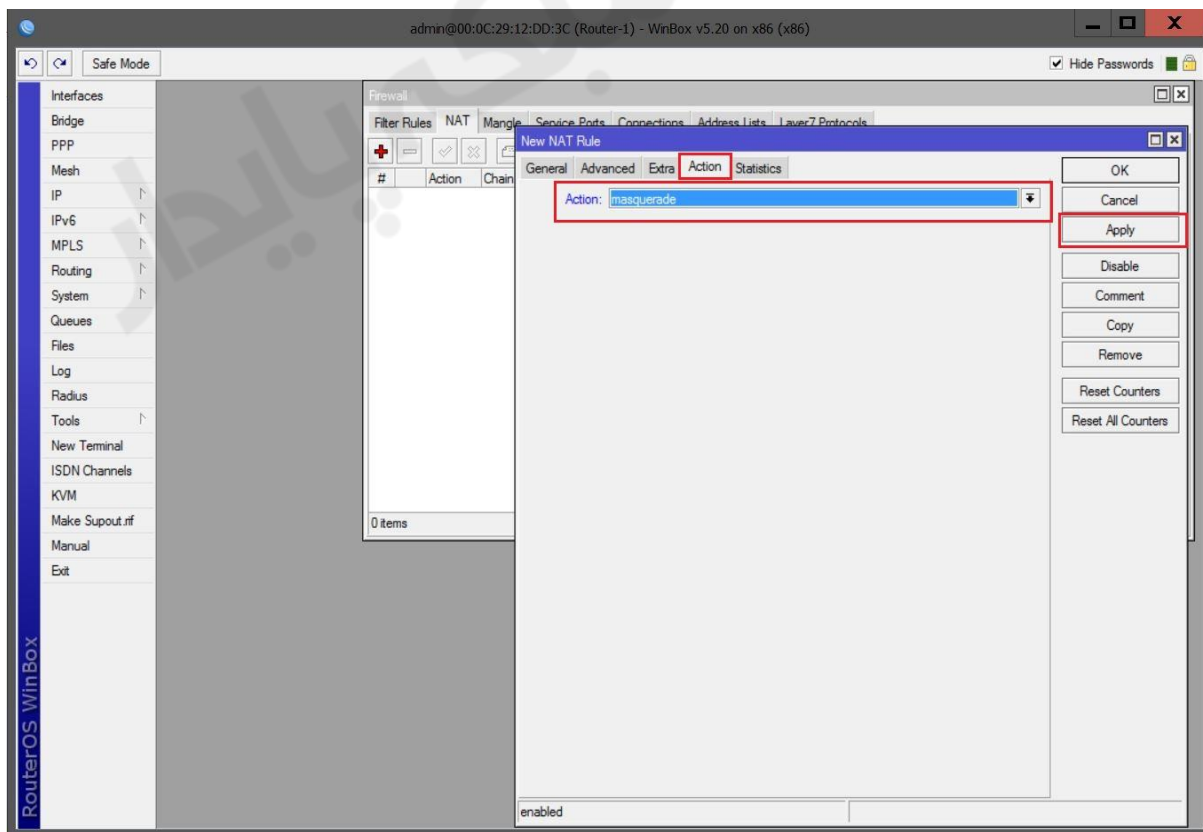 admin@00:0C:29:12:DD:3C (Router-1) - WinBox v5.20 on x86 (x86)
Safe Mode
Hide Passwords
Interfaces
Bridge
PPP
Mesh
IP
IPv6
MPLS
Routing
System
Queues
Files
Log
Radius
Tools
New Terminal
ISDN Channels
KVM
Make Supout.rif
Manual
Exit
RouterOS WinBox
Firewall
Filter Rules NAT Mangle Service Ports Connections Address Lists Layer7 Protocols
# Action Chain
0 items
New NAT Rule
General Advanced Extra Action Statistics
Action: masquerade
OK
Cancel
Apply
Disable
Comment
Copy
Remove
Reset Counters
Reset All Counters
enabled